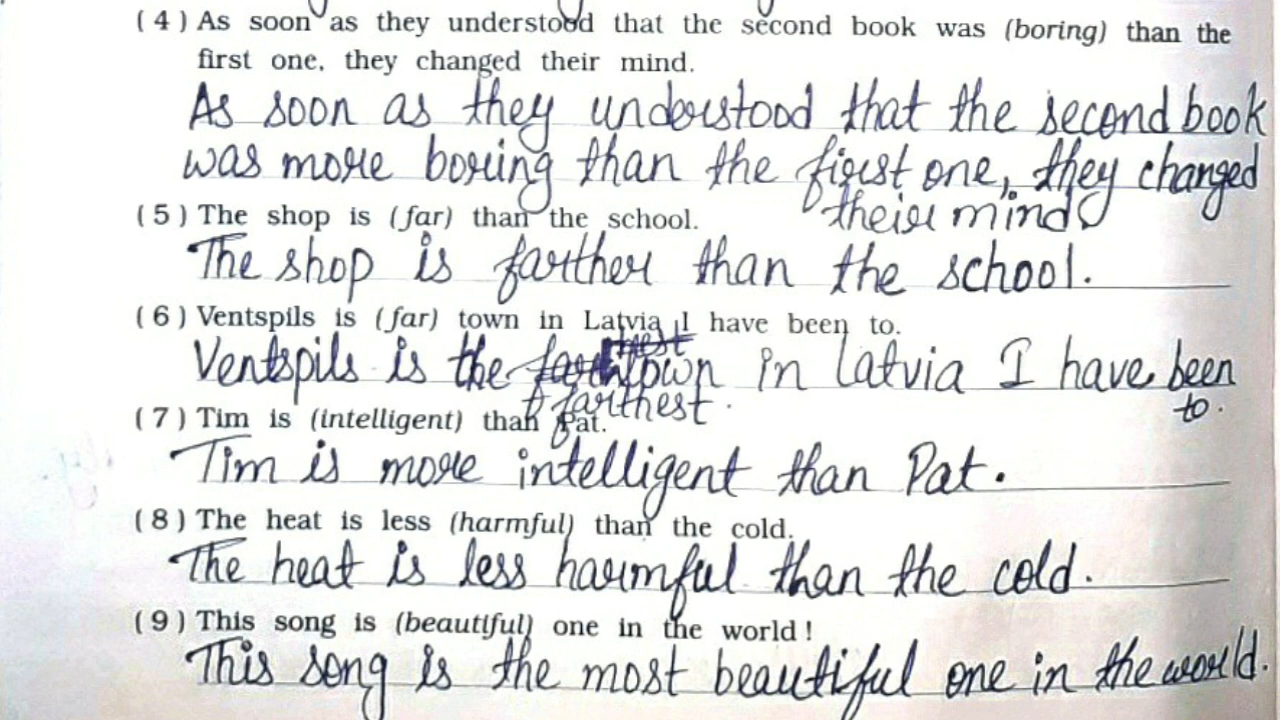 (4) As soon as they understood that the second book was (boring) than the
first one, they changed their mind.
As soon as they understood that the second book
was more boring than the first one, they changed
their mind
(5) The shop is (far) than the school.
The shop is farther than the school.
(6) Ventspils is (far) town in Latvia I have been to.
Ventspils is the town in latvia I have been
farthest.
to.
(7) Tim is (intelligent) than Pat.
Tim is more intelligent than Pat.
(8) The heat is less (harmful) than the cold.
The heat is less harmful than the cold.
(9) This song is (beautiful) one in the world!
This song is the most beautiful one in the world.